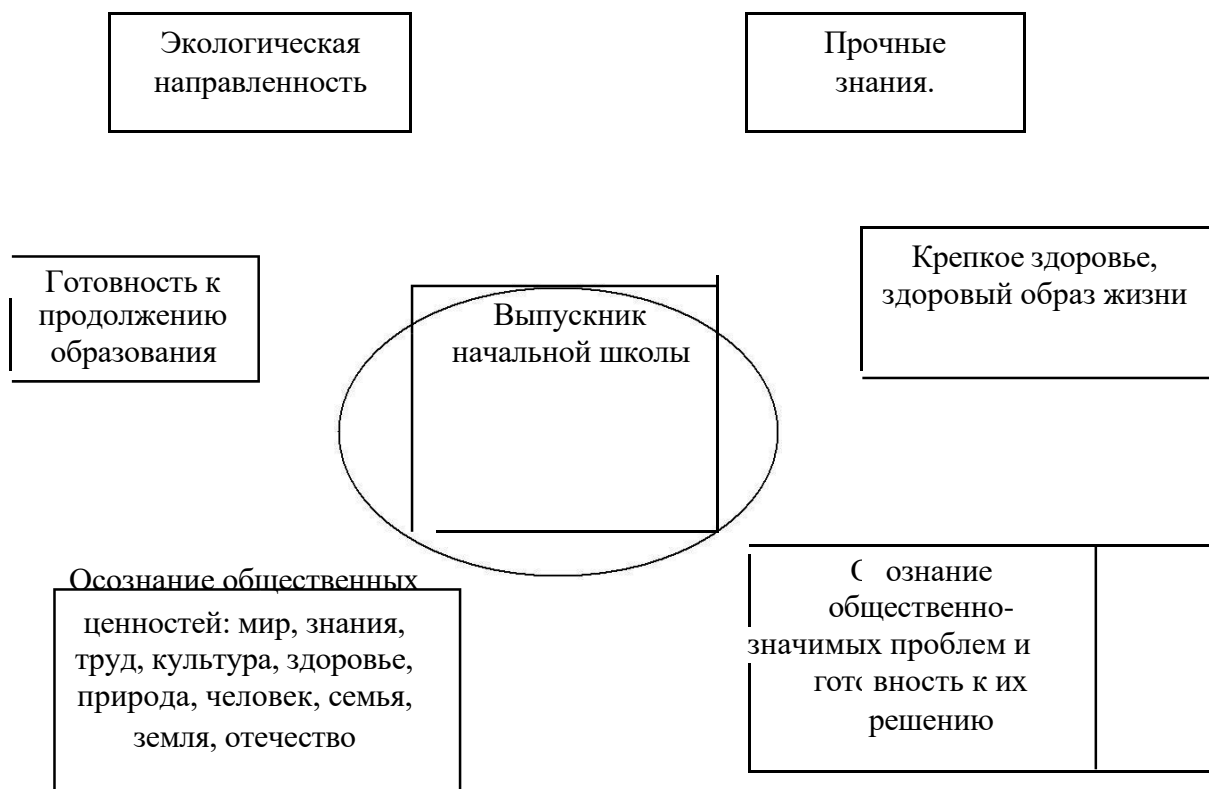 Экологическая
направленность
Прочные
знания.
Готовность к
продолжению
образования
Выпускник
начальной школы
Крепкое здоровье,
здоровый образ жизни
Осознание общественных
ценностей: мир, знания,
труд, культура, здоровье,
природа, человек, семья,
земля, отечество
Осознание
общественно-
значимых проблем и
готовность к их
решению